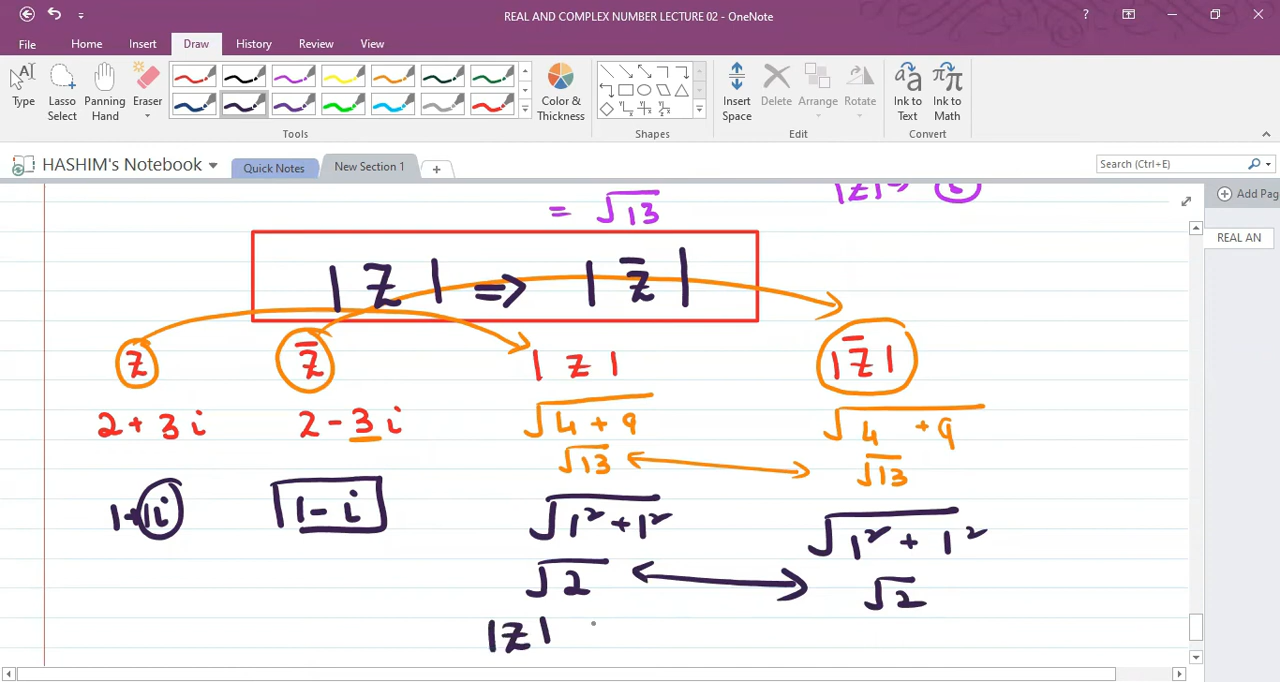 REAL AND COMPLEX NUMBER LECTURE 02 - OneNote
File Home Insert Draw History Review View
Type Lasso Select Panning Hand Eraser
Color & Thickness
Insert Space Delete Arrange Rotate
Ink to Text Ink to Math
Tools Shapes Edit Convert
HASHIM's Notebook Quick Notes New Section 1 +
Search (Ctrl+E)
Add Pag
REAL AN
= √13
|z| ⇒ |z̄|
z z̄ |z| |z̄|
2+3i 2-3i √4+9 √4+9
√13 √13
1+1i 1-i √1²+1² √1²+1²
√2 √2
|z|